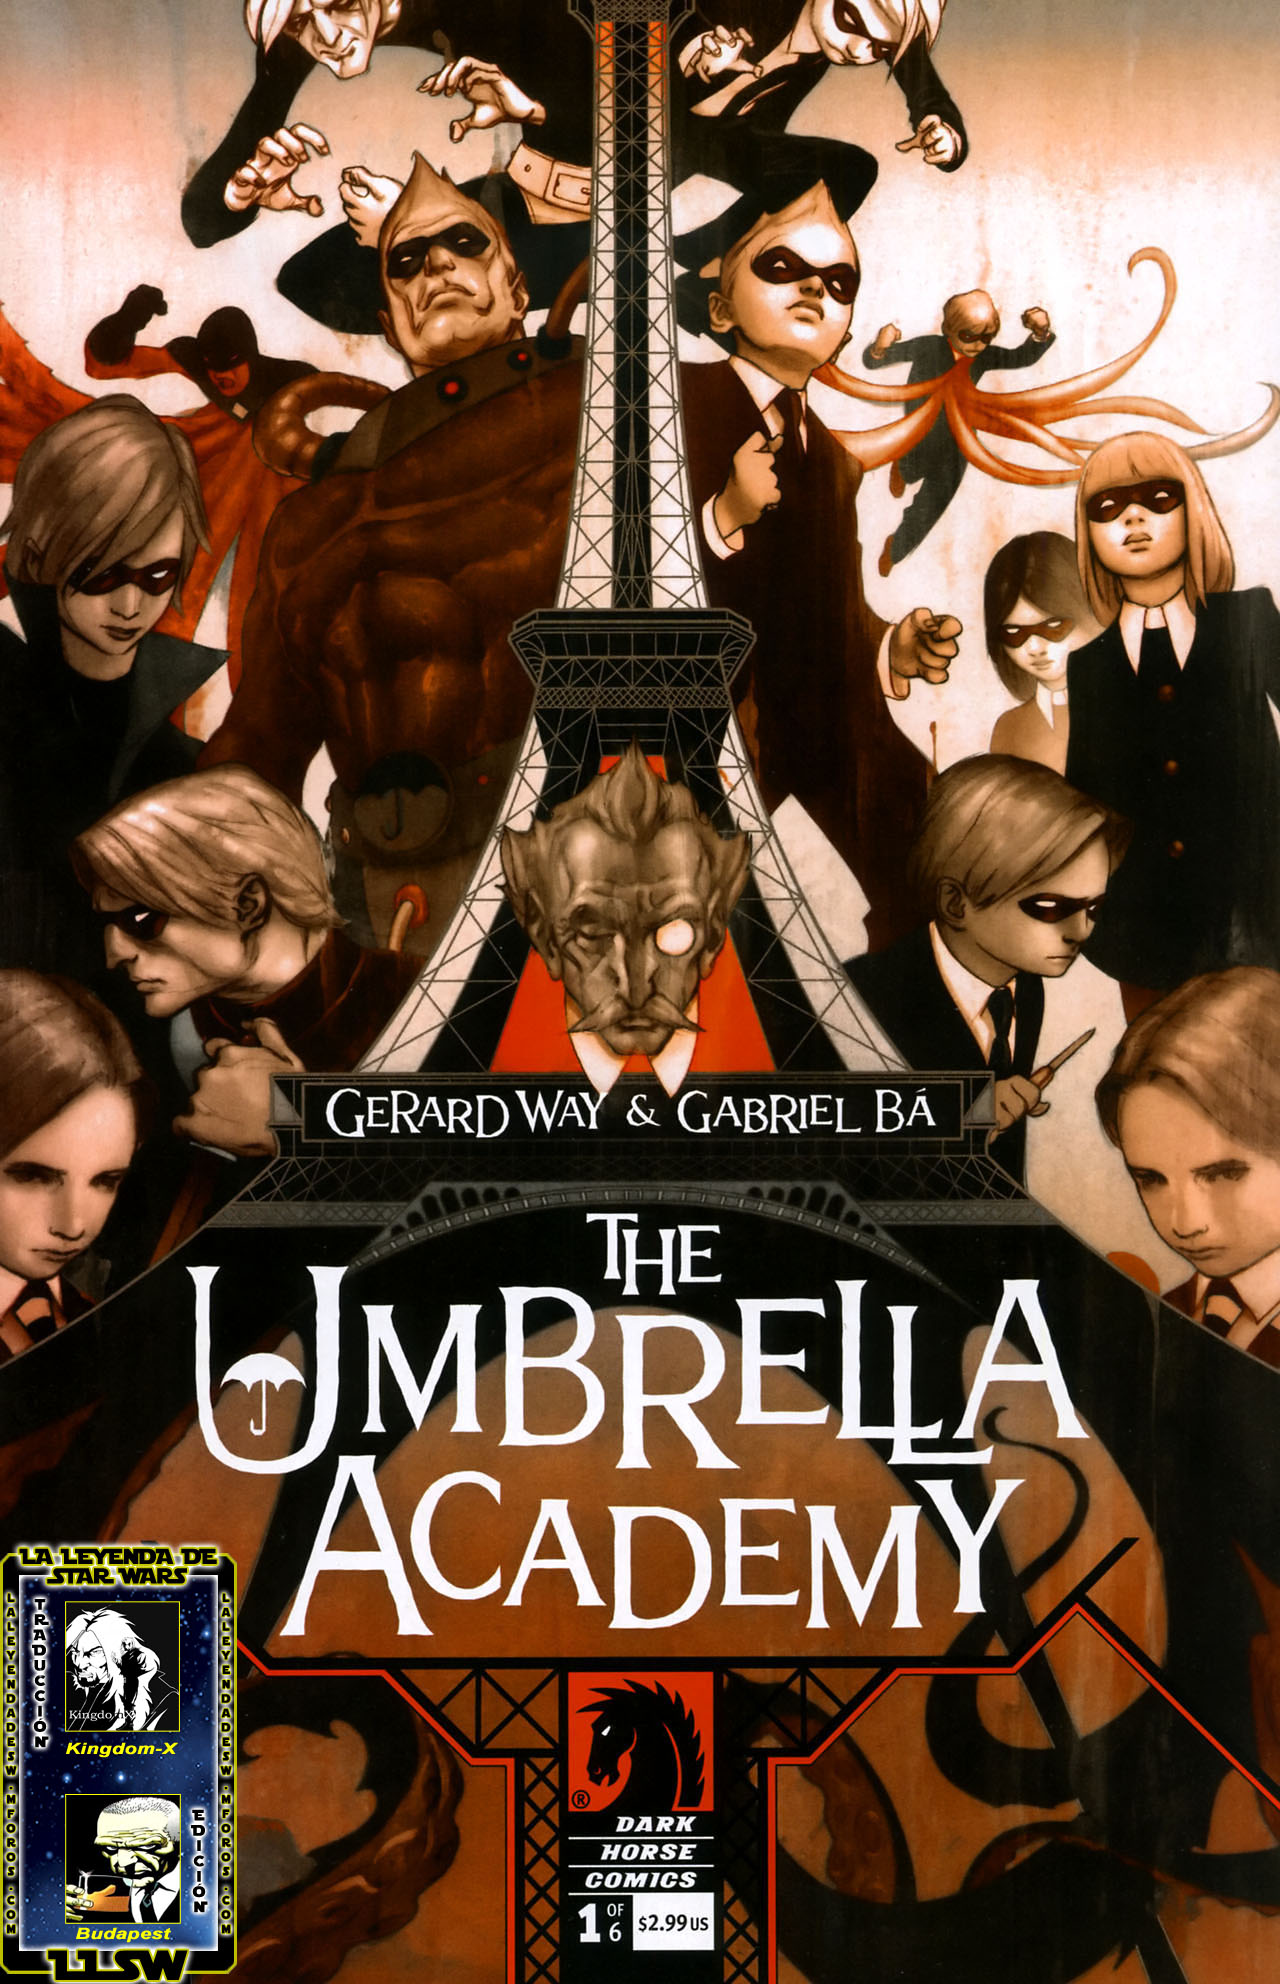 GERARD WAY & GABRIEL BÁ
THE
UMBRELLA
ACADEMY
LA LEYENDA DE
STAR WARS
LALEYENDADESW.MFOROS.COM
TRADUCCIÓN
KingdomX
Kingdom-X
EDICIÓN
Budapest
LALEYENDADESW.MFOROS.COM
LLSW
®
DARK
HORSE
COMICS
1 OF 6
$2.99 US